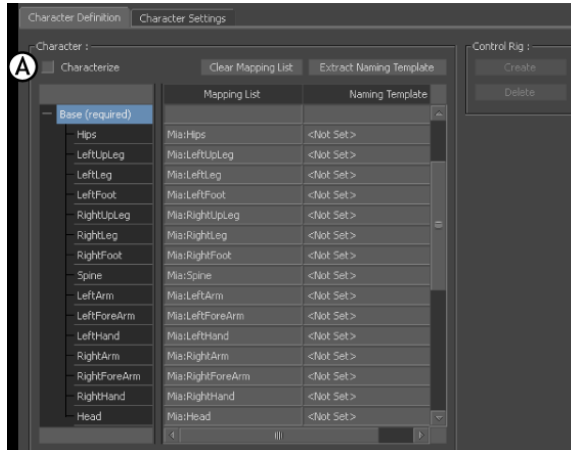 Character Definition Character Settings
Character : Control Rig :
A Characterize Clear Mapping List Extract Naming Template Create
Delete
Mapping List Naming Template
Base (required)
Hips Mia:Hips <Not Set>
LeftUpLeg Mia:LeftUpLeg <Not Set>
LeftLeg Mia:LeftLeg <Not Set>
LeftFoot Mia:LeftFoot <Not Set>
RightUpLeg Mia:RightUpLeg <Not Set>
RightLeg Mia:RightLeg <Not Set>
RightFoot Mia:RightFoot <Not Set>
Spine Mia:Spine <Not Set>
LeftArm Mia:LeftArm <Not Set>
LeftForeArm Mia:LeftForeArm <Not Set>
LeftHand Mia:LeftHand <Not Set>
RightArm Mia:RightArm <Not Set>
RightForeArm Mia:RightForeArm <Not Set>
RightHand Mia:RightHand <Not Set>
Head Mia:Head <Not Set>